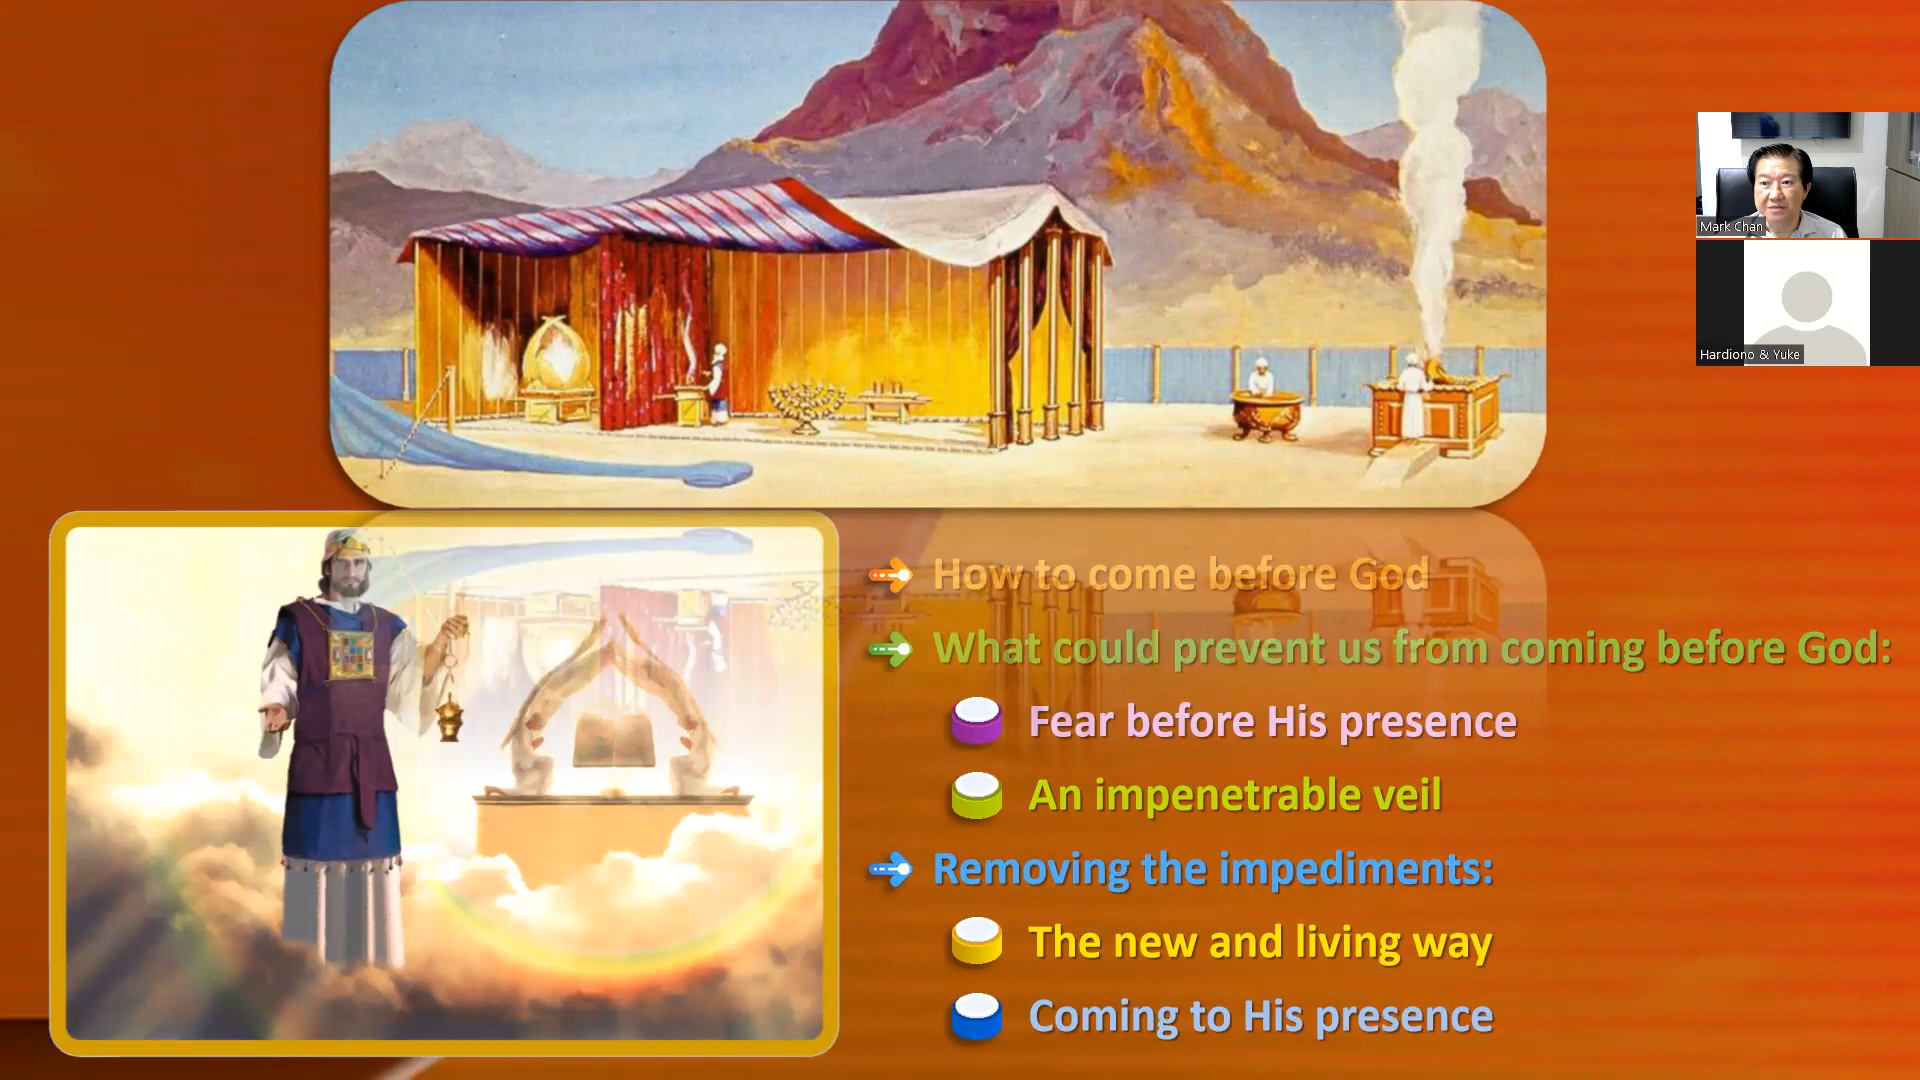 Mark Chan
Hardiono & Yuke
How to come before God
What could prevent us from coming before God:
Fear before His presence
An impenetrable veil
Removing the impediments:
The new and living way
Coming to His presence